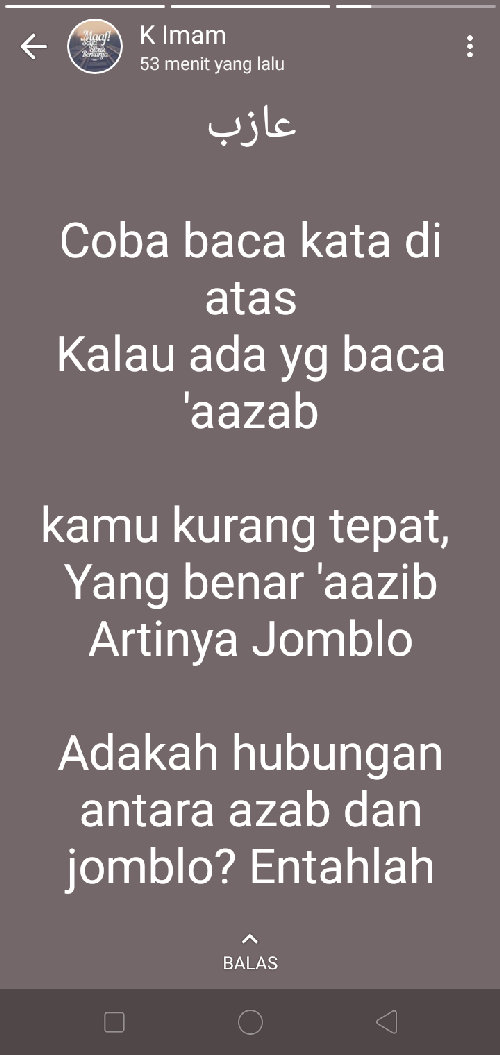 K Imam
53 menit yang lalu
عازب
Coba baca kata di
atas
Kalau ada yg baca
'aazab
kamu kurang tepat,
Yang benar 'aazib
Artinya Jomblo
Adakah hubungan
antara azab dan
jomblo? Entahlah
BALAS